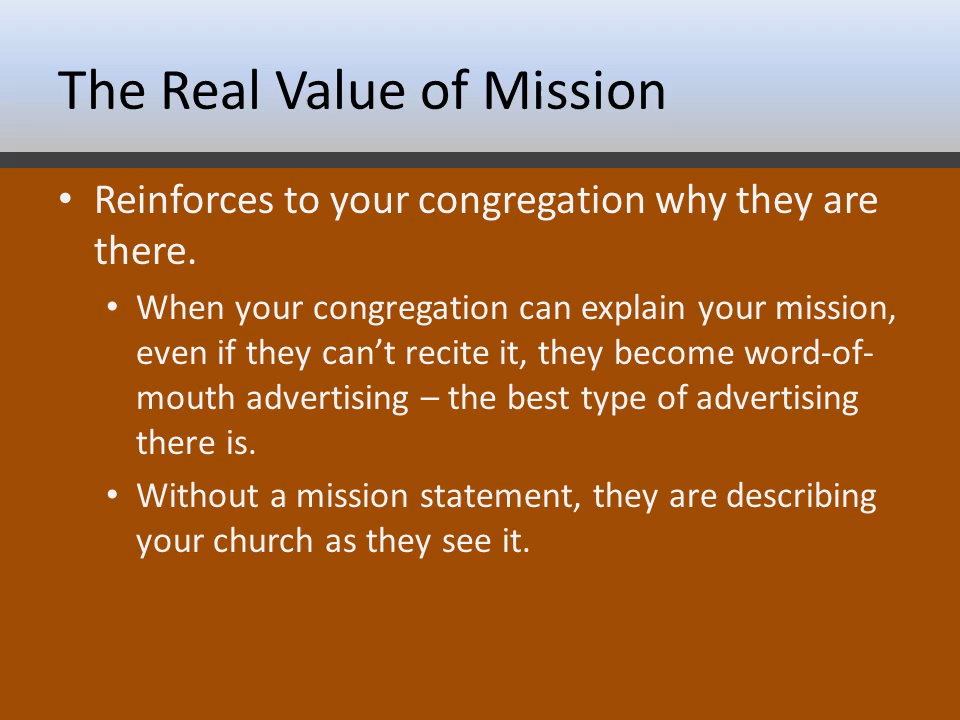 The Real Value of Mission
• Reinforces to your congregation why they are
there.
• When your congregation can explain your mission,
even if they can’t recite it, they become word-of-
mouth advertising – the best type of advertising
there is.
• Without a mission statement, they are describing
your church as they see it.